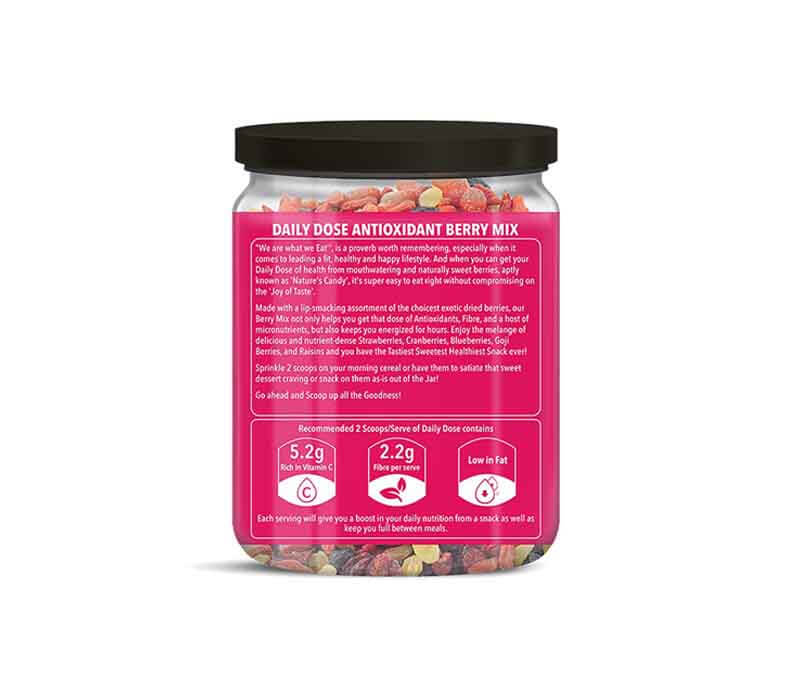 DAILY DOSE ANTIOXIDANT BERRY MIX
"We are what we Eat", is a proverb worth remembering, especially when it
comes to leading a fit, healthy and happy lifestyle. And when you can get your
Daily Dose of health from mouthwatering and naturally sweet berries, aptly
known as 'Nature's Candy', it's super easy to eat right without compromising on
the 'Joy of Taste'.
Made with a lip-smacking assortment of the choicest exotic dried berries, our
Berry Mix not only helps you get that dose of Antioxidants, Fibre, and a host of
micronutrients, but also keeps you energized for hours. Enjoy the melange of
delicious and nutrient-dense Strawberries, Cranberries, Blueberries, Goji
Berries, and Raisins and you have the Tastiest Sweetest Healthiest Snack ever!
Sprinkle 2 scoops on your morning cereal or have them to satiate that sweet
dessert craving or snack on them as-is out of the Jar!
Go ahead and Scoop up all the Goodness!
Recommended 2 Scoops/Serve of Daily Dose contains
5.2g
Rich in Vitamin C
C
2.2g
Fibre per serve
Low in Fat
Each serving will give you a boost in your daily nutrition from a snack as well as
keep you full between meals.